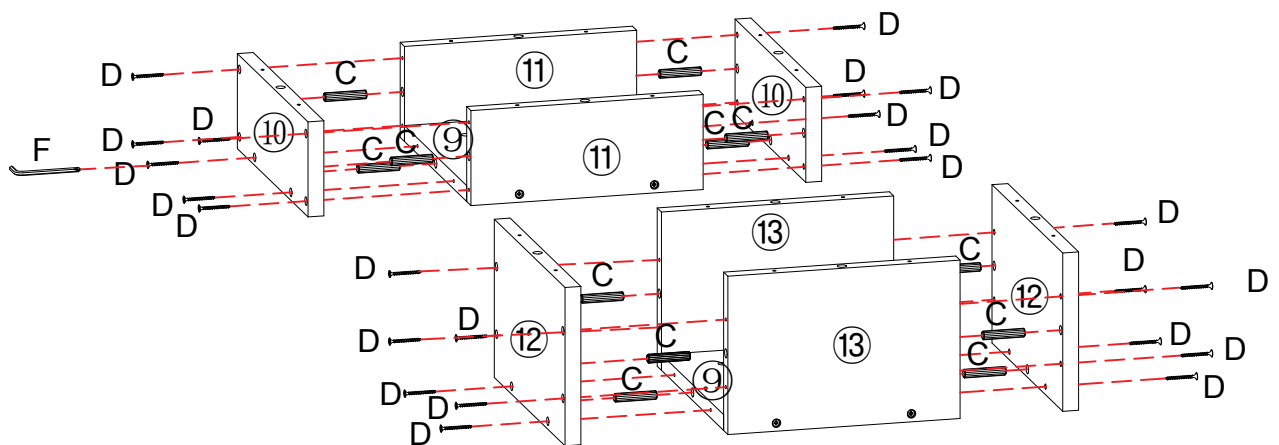 D D
C 11 C
D 10 10 D D
D D 9 C C C C D
F 11
D D
D D
D
D 13 D
C C D
D 12 12 D
D D C 13 C D
D C 9 C D
D D
D